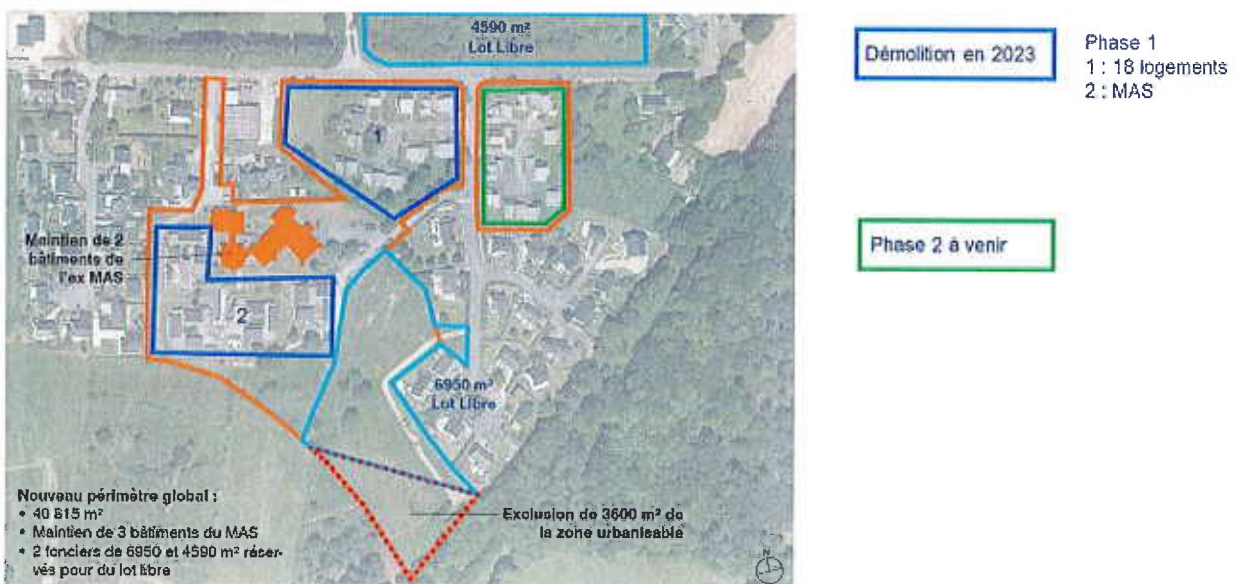 4590 m²
Lot Libre
Démolition en 2023
Phase 1
1 : 18 logements
2 : MAS
1
Maintien de 2
bâtiments de
l'ex MAS
Phase 2 à venir
2
6950 m²
Lot Libre
Nouveau périmètre global :
• 40 815 m²
• Maintien de 3 bâtiments du MAS
• 2 fonciers de 6950 et 4590 m² réser-
vés pour du lot libre
Exclusion de 3600 m² de
la zone urbanisable
N